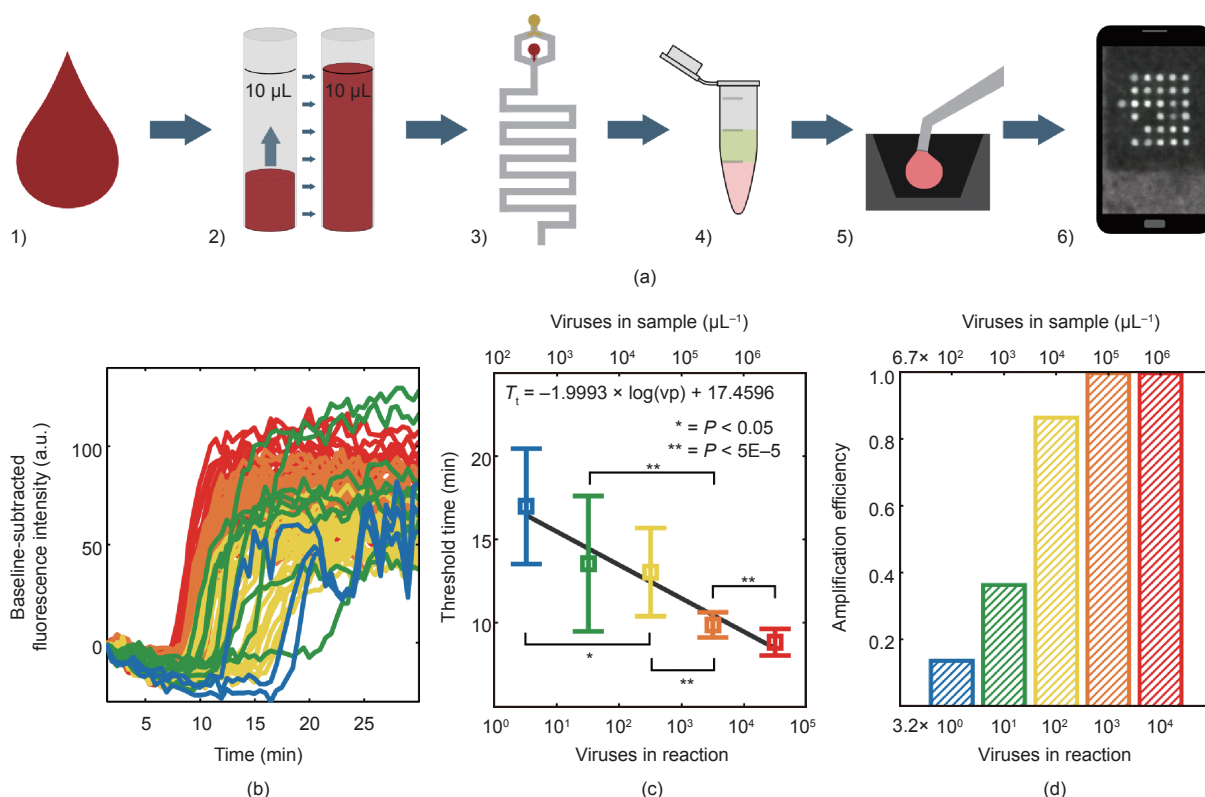 10 μL
10 μL
1)
2)
3)
4)
5)
6)
(a)
Baseline-subtracted
fluorescence intensity (a.u.)
100
50
0
5
10
15
20
25
Time (min)
(b)
Viruses in sample (μL⁻¹)
10²
10³
10⁴
10⁵
10⁶
Tₜ = –1.9993 × log(vp) + 17.4596
* = P < 0.05
** = P < 5E–5
**
**
*
**
Threshold time (min)
20
15
10
10⁰
10¹
10²
10³
10⁴
10⁵
Viruses in reaction
(c)
Viruses in sample (μL⁻¹)
6.7× 10² 10³ 10⁴ 10⁵ 10⁶
Amplification efficiency
1.0
0.8
0.6
0.4
0.2
3.2× 10⁰ 10¹ 10² 10³ 10⁴
Viruses in reaction
(d)